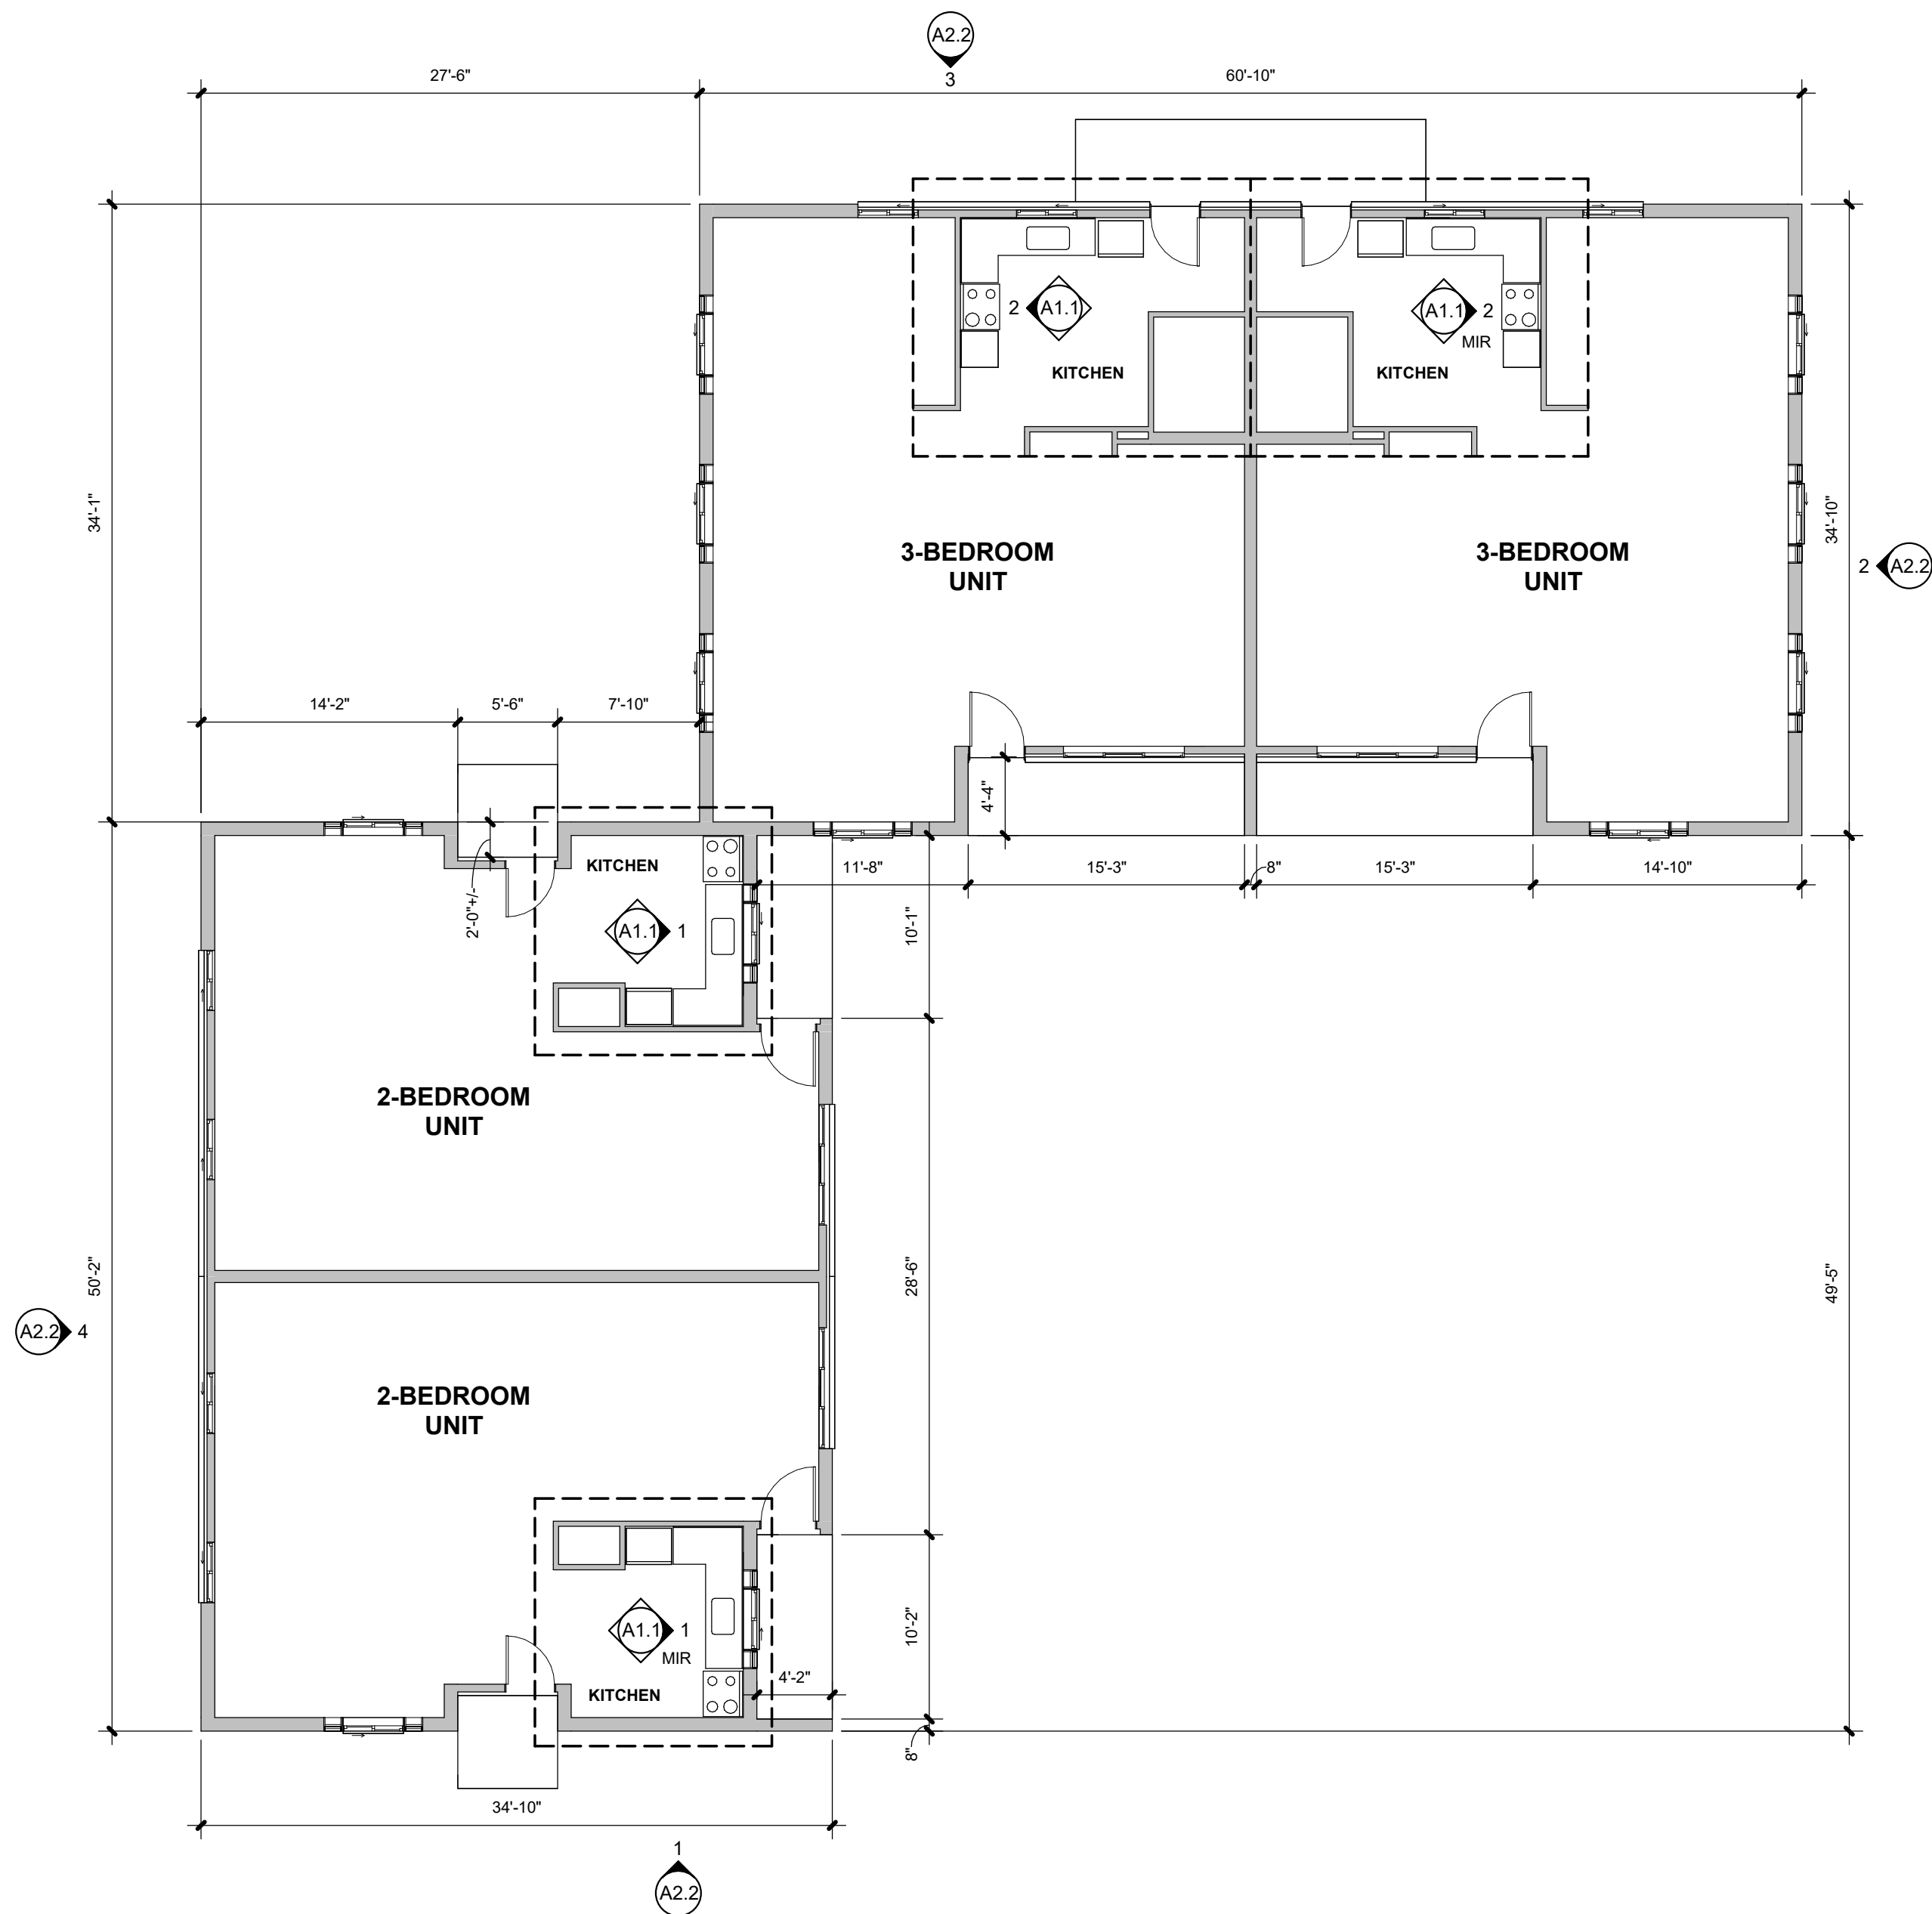 A2.2
3
27'-6"
60'-10"
2
A1.1
A1.1
2
MIR
KITCHEN
KITCHEN
34'-1"
34'-10"
3-BEDROOM
UNIT
3-BEDROOM
UNIT
2
A2.2
14'-2"
5'-6"
7'-10"
4'-4"
KITCHEN
11'-8"
15'-3"
8"
15'-3"
14'-10"
2'-0"+/-
A1.1
1
10'-1"
2-BEDROOM
UNIT
50'-2"
28'-6"
49'-5"
A2.2
4
2-BEDROOM
UNIT
A1.1
1
MIR
10'-2"
4'-2"
KITCHEN
8"
34'-10"
1
A2.2